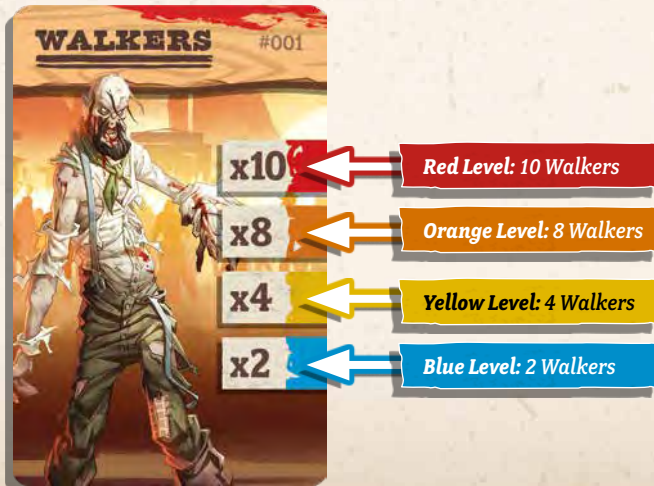 WALKERS #001
x10 Red Level: 10 Walkers
x8 Orange Level: 8 Walkers
x4 Yellow Level: 4 Walkers
x2 Blue Level: 2 Walkers